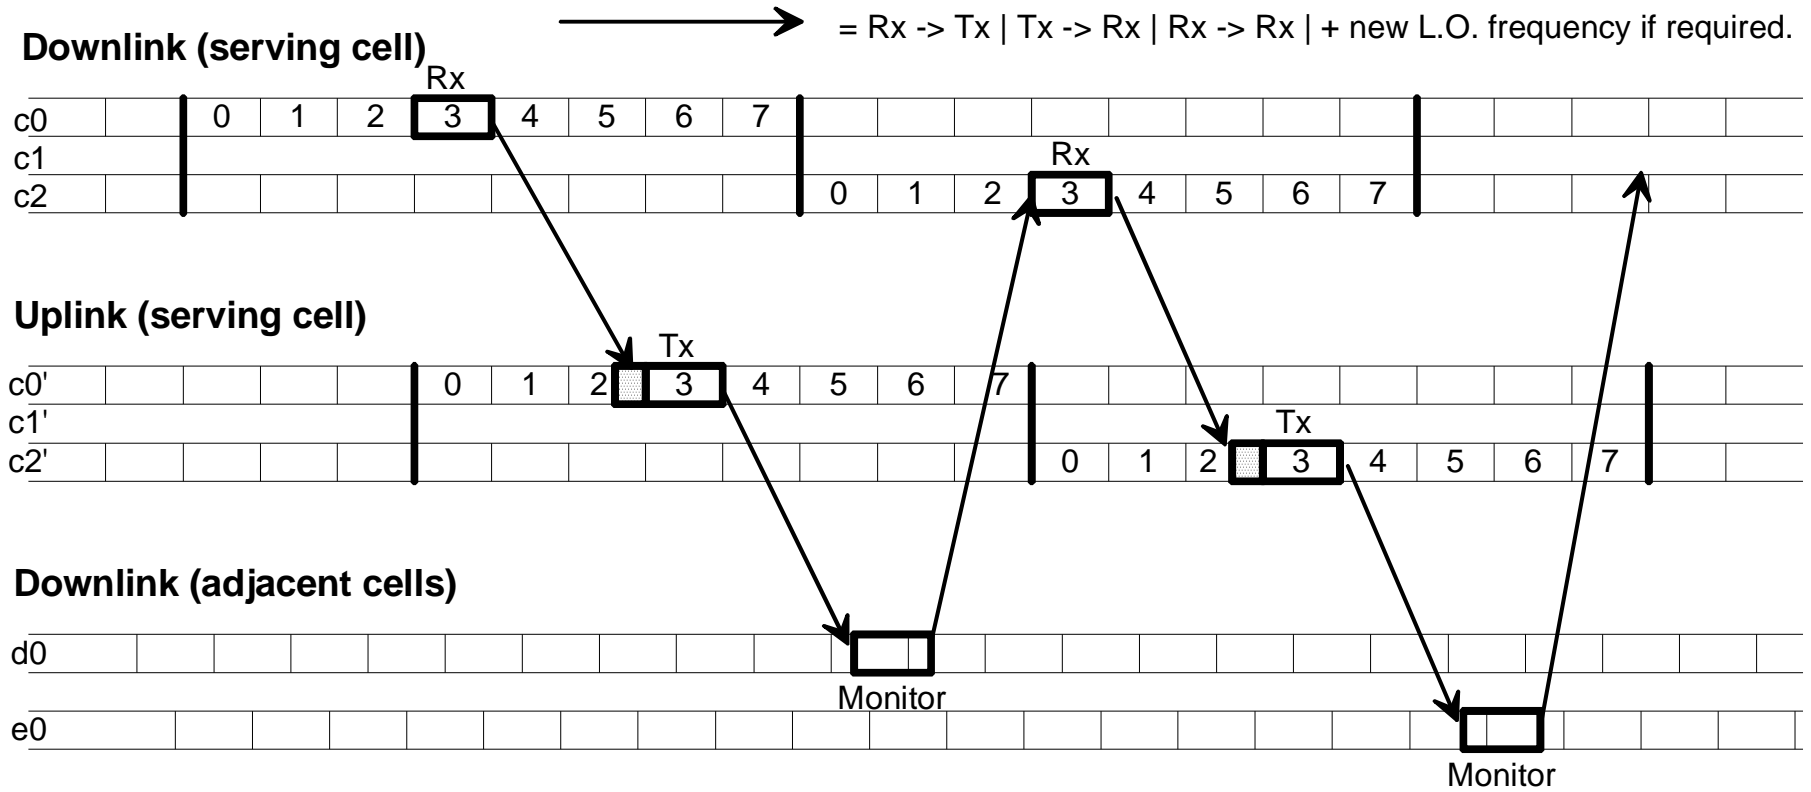 = Rx -> Tx | Tx -> Rx | Rx -> Rx | + new L.O. frequency if required.
Downlink (serving cell)
Rx
c0 0 1 2 3 4 5 6 7
c1 Rx
c2 0 1 2 3 4 5 6 7
Uplink (serving cell)
Tx
c0' 0 1 2 3 4 5 6 7
c1' Tx
c2' 0 1 2 3 4 5 6 7
Downlink (adjacent cells)
d0
Monitor
e0
Monitor